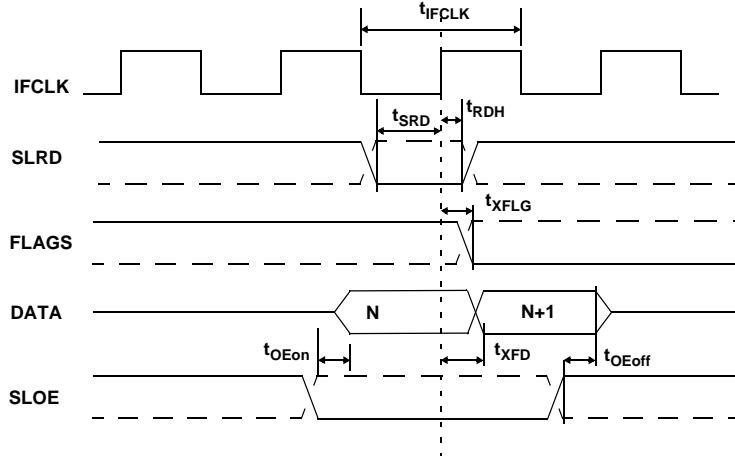 tIFCLK
IFCLK
tSRD
tRDH
SLRD
tXFLG
FLAGS
DATA
N
N+1
tOEon
tXFD
tOEoff
SLOE